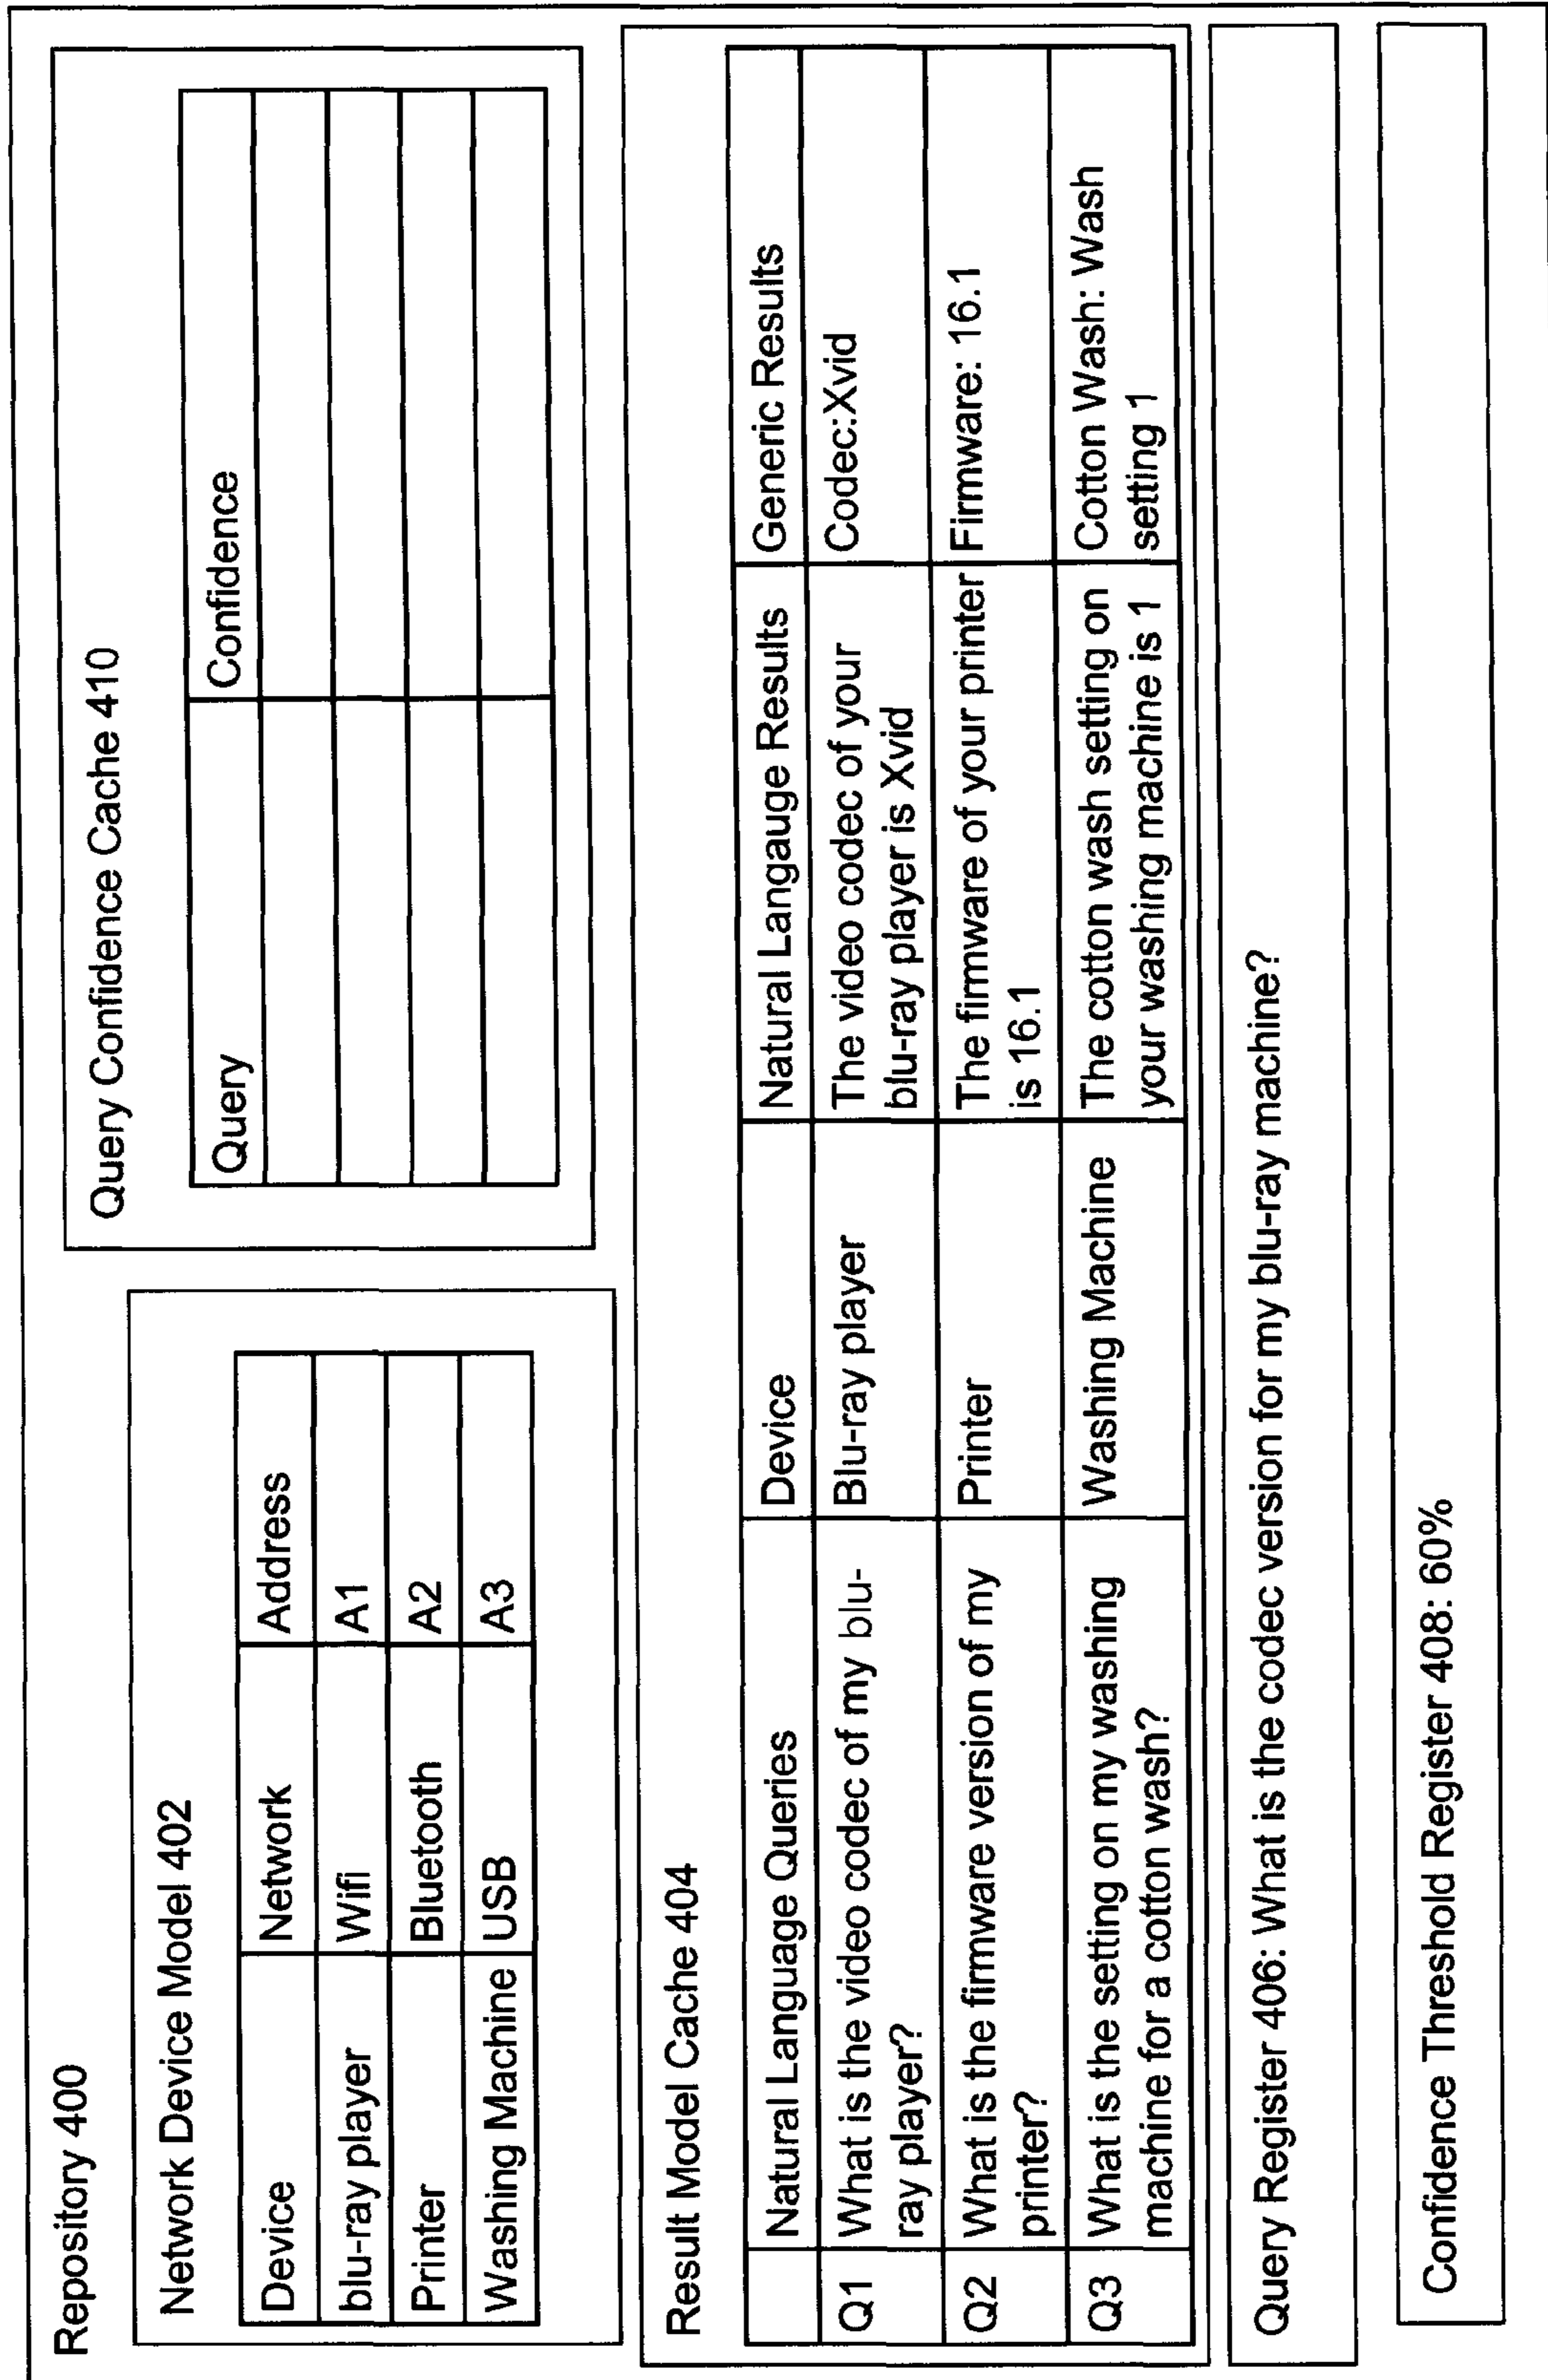 Repository 400
Network Device Model 402
Device Network Address
blu-ray player Wifi A1
Printer Bluetooth A2
Washing Machine USB A3
Query Confidence Cache 410
Query Confidence
Result Model Cache 404
Natural Language Queries Device Natural Langauge Results Generic Results
Q1 What is the video codec of my blu- Blu-ray player The video codec of your Codec:Xvid
ray player? blu-ray player is Xvid
Q2 What is the firmware version of my Printer The firmware of your printer Firmware: 16.1
printer? is 16.1
Q3 What is the setting on my washing Washing Machine The cotton wash setting on Cotton Wash: Wash
machine for a cotton wash? your washing machine is 1 setting 1
Query Register 406: What is the codec version for my blu-ray machine?
Confidence Threshold Register 408: 60%